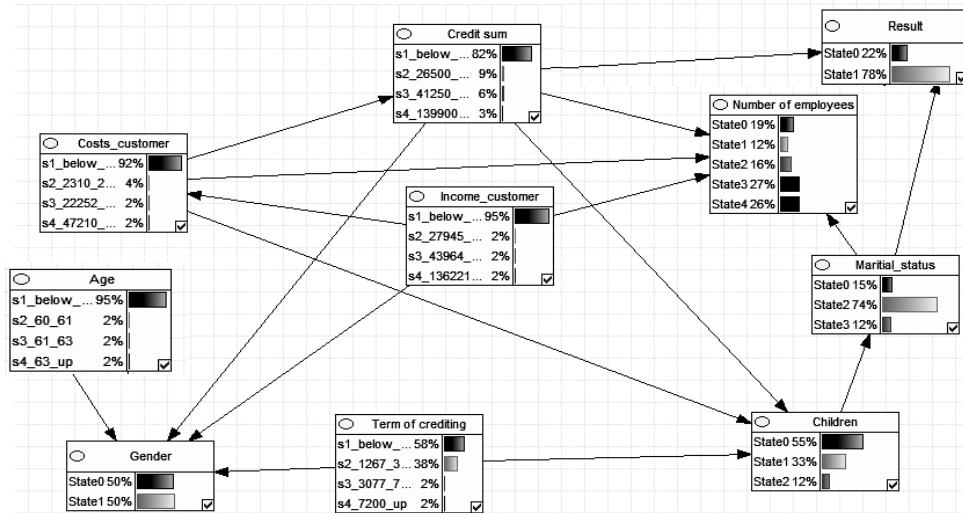 Credit sum
s1_below_... 82%
s2_26500_... 9%
s3_41250_... 6%
s4_139900... 3%
Result
State0 22%
State1 78%
Number of employees
State0 19%
State1 12%
State2 16%
State3 27%
State4 26%
Costs_customer
s1_below_... 92%
s2_2310_2... 4%
s3_22252_... 2%
s4_47210_... 2%
Income_customer
s1_below_... 95%
s2_27945_... 2%
s3_43964_... 2%
s4_136221... 2%
Age
s1_below_... 95%
s2_60_61 2%
s3_61_63 2%
s4_63_up 2%
Maritial_status
State0 15%
State2 74%
State3 12%
Gender
State0 50%
State1 50%
Term of crediting
s1_below_... 58%
s2_1267_3... 38%
s3_3077_7... 2%
s4_7200_up 2%
Children
State0 55%
State1 33%
State2 12%